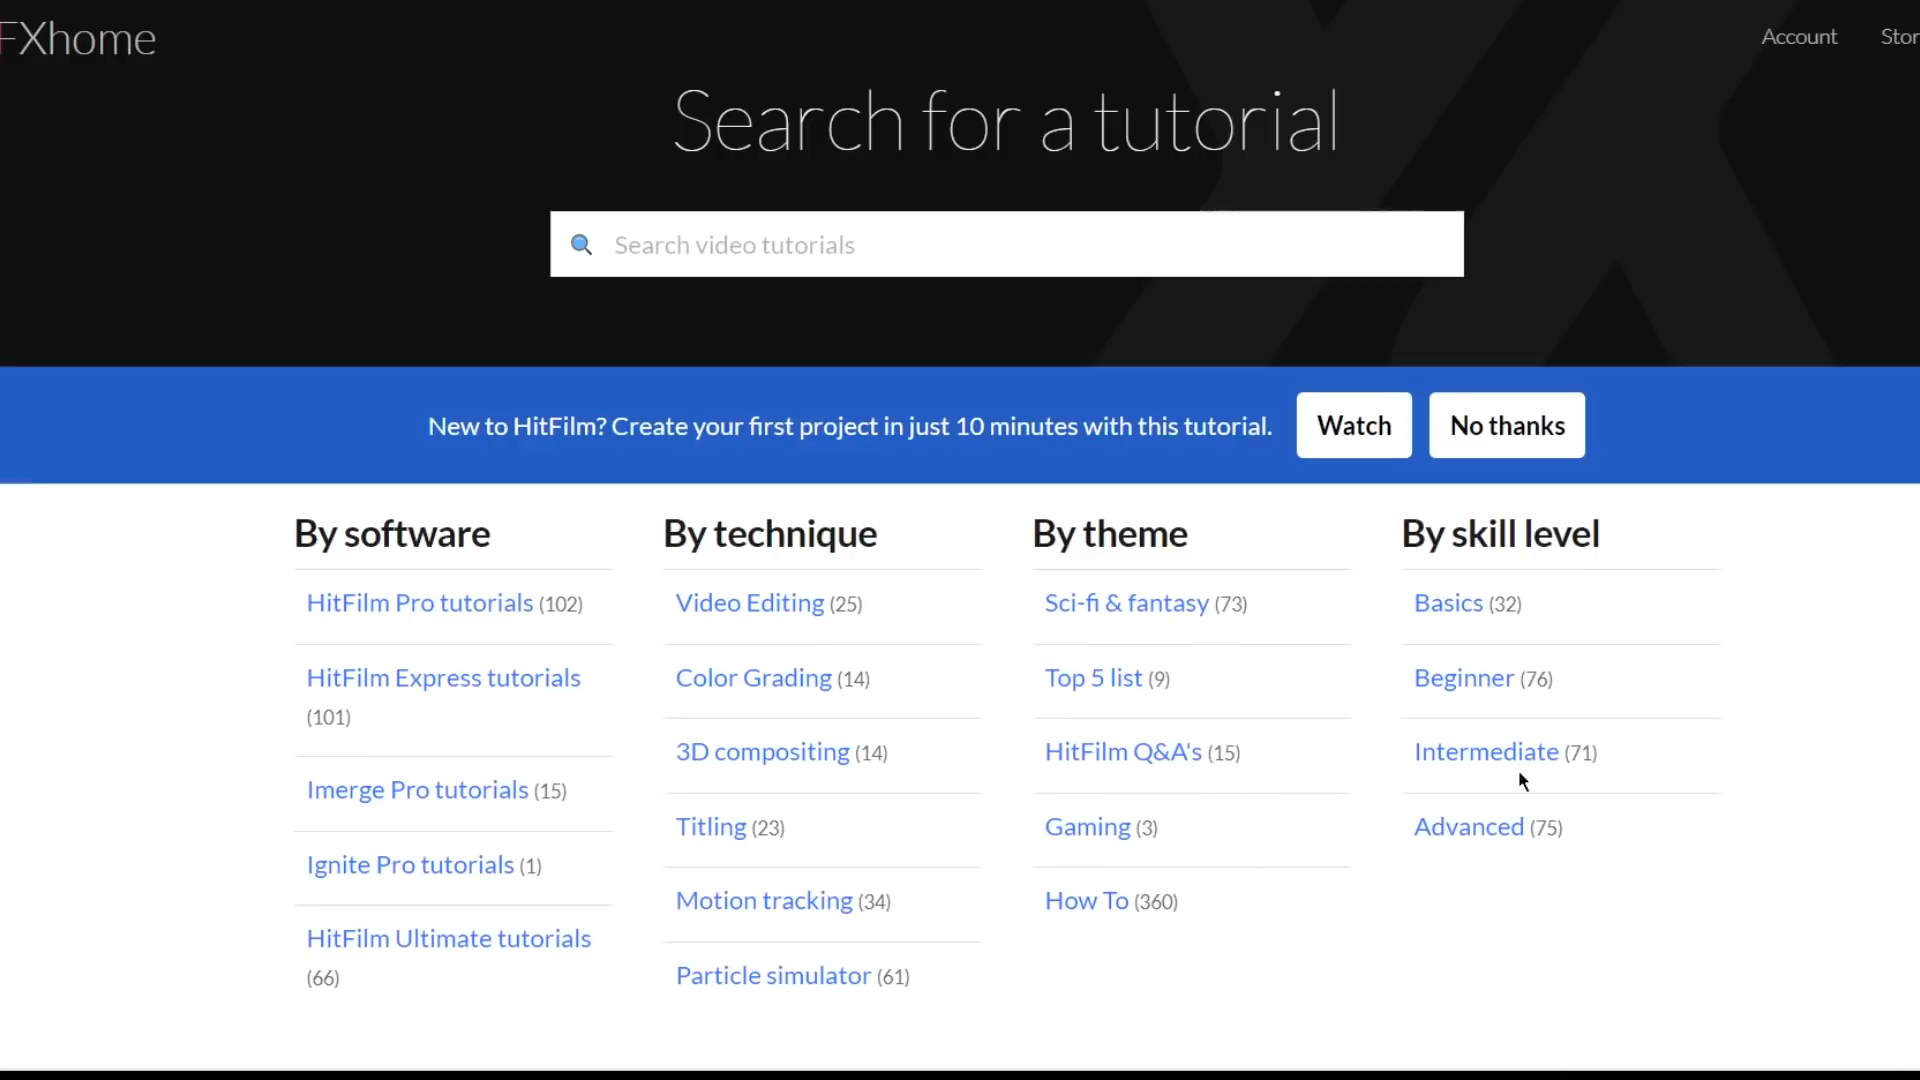 FXhome
Account
Stor
Search for a tutorial
Search video tutorials
New to HitFilm? Create your first project in just 10 minutes with this tutorial.
Watch
No thanks
By software
HitFilm Pro tutorials (102)
HitFilm Express tutorials
(101)
Imerge Pro tutorials (15)
Ignite Pro tutorials (1)
HitFilm Ultimate tutorials
(66)
By technique
Video Editing (25)
Color Grading (14)
3D compositing (14)
Titling (23)
Motion tracking (34)
Particle simulator (61)
By theme
Sci-fi & fantasy (73)
Top 5 list (9)
HitFilm Q&A's (15)
Gaming (3)
How To (360)
By skill level
Basics (32)
Beginner (76)
Intermediate (71)
Advanced (75)